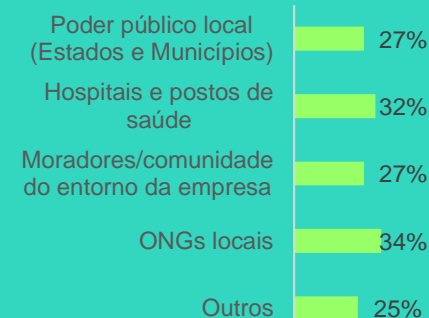 Poder público local
(Estados e Municípios)
27%
Hospitais e postos de
saúde
32%
Moradores/comunidade
do entorno da empresa
27%
ONGs locais
34%
Outros
25%